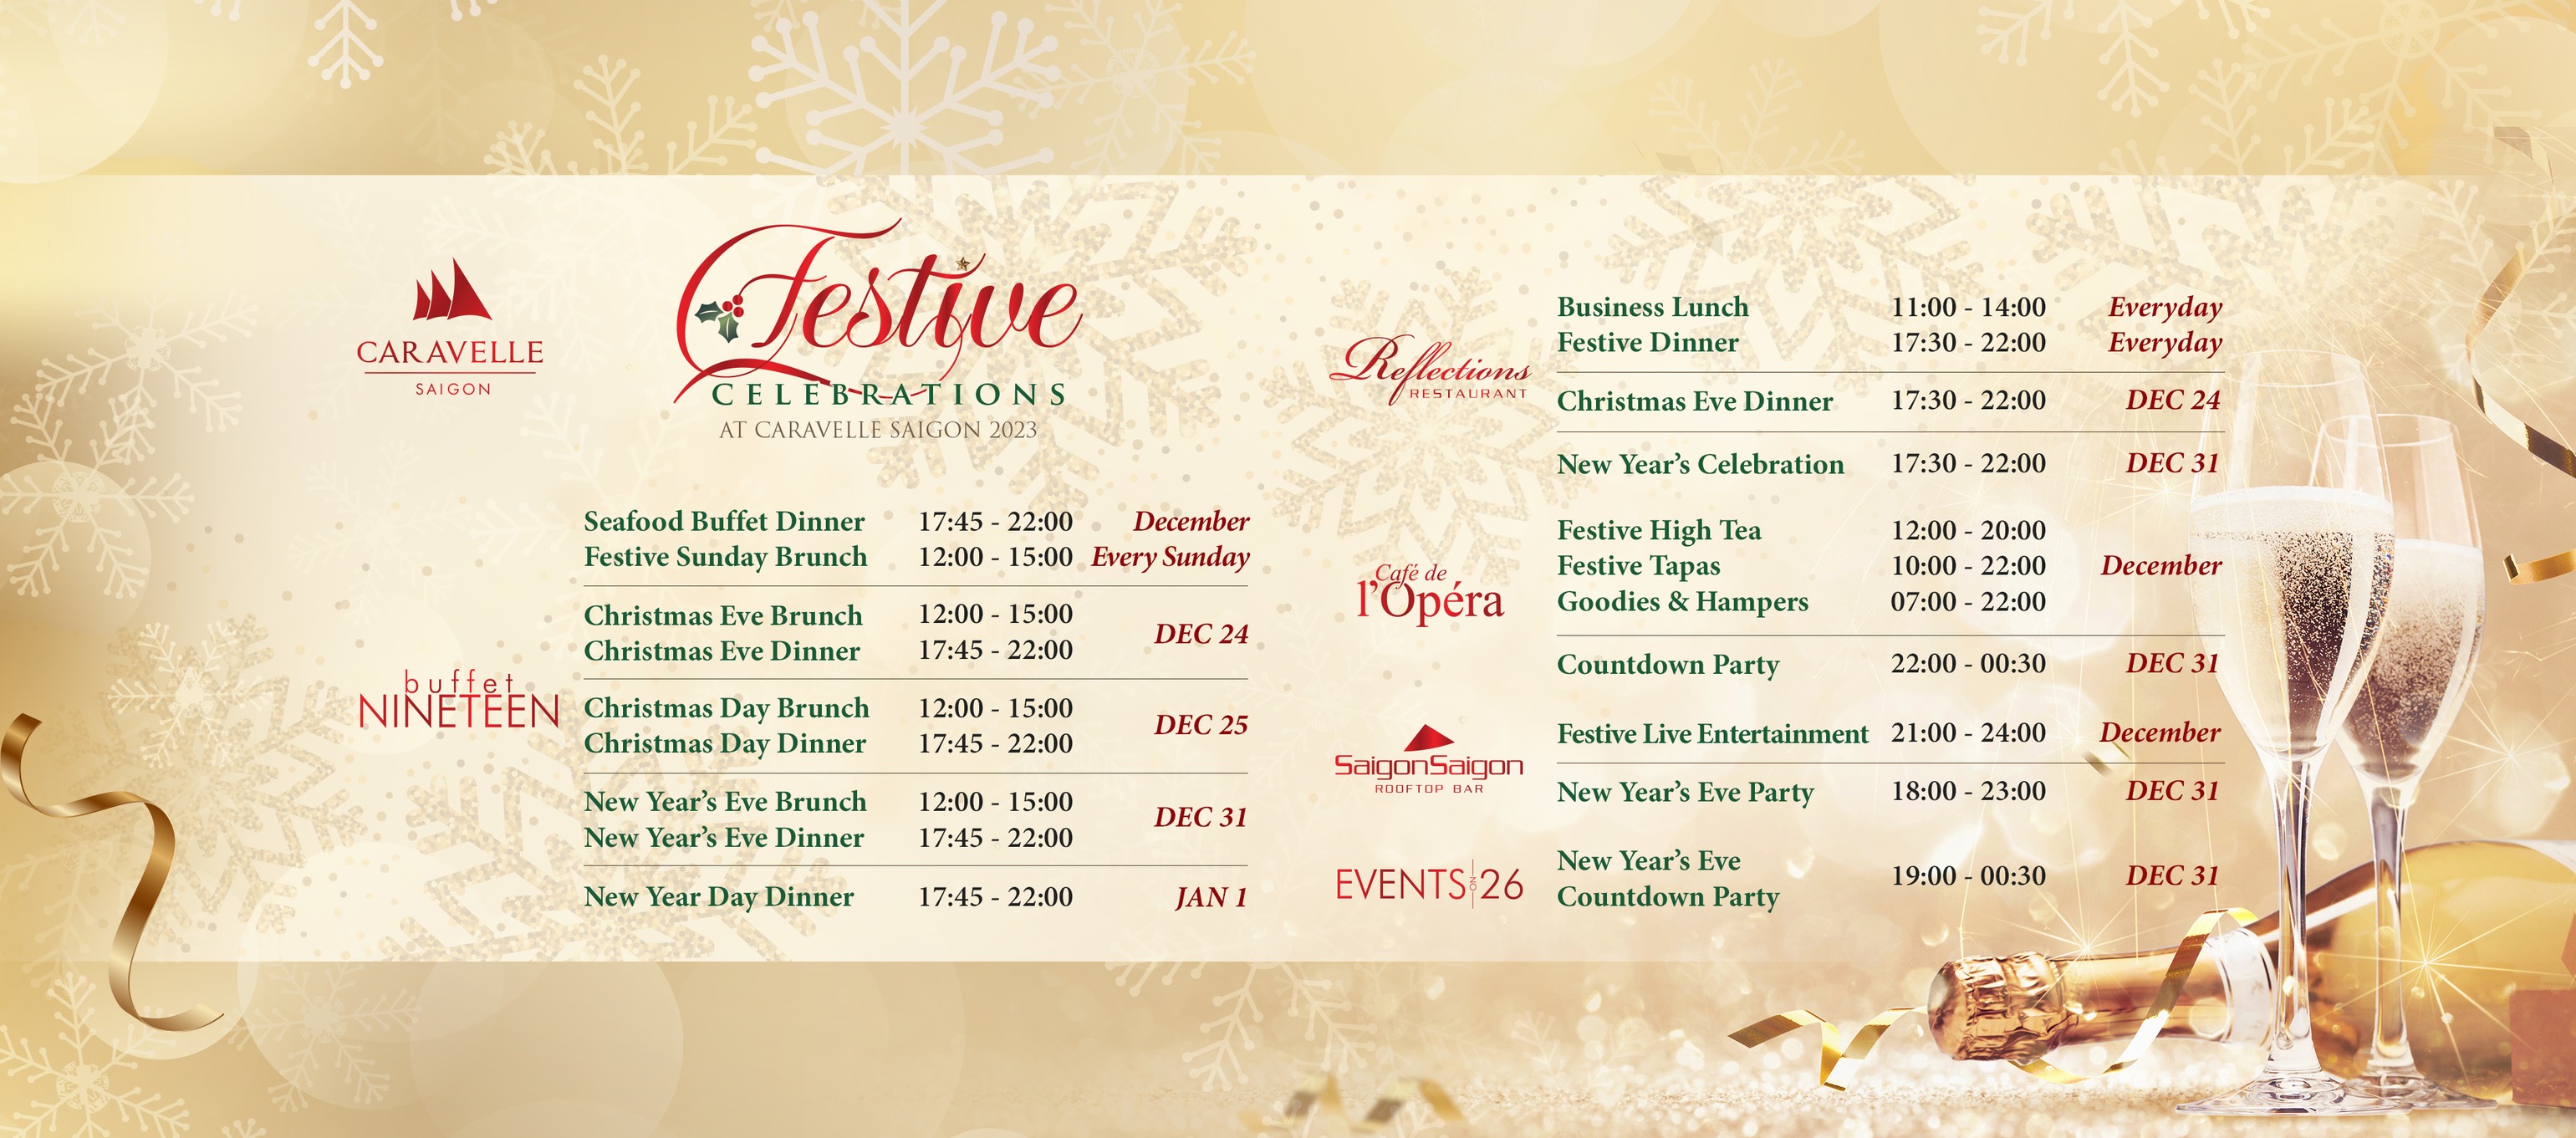 CARAVELLE
SAIGON
Festive
CELEBRATIONS
AT CARAVELLE SAIGON 2023
buffet
NINETEEN
Seafood Buffet Dinner 17:45 - 22:00 December
Festive Sunday Brunch 12:00 - 15:00 Every Sunday
Christmas Eve Brunch 12:00 - 15:00
Christmas Eve Dinner 17:45 - 22:00
DEC 24
Christmas Day Brunch 12:00 - 15:00
Christmas Day Dinner 17:45 - 22:00
DEC 25
New Year’s Eve Brunch 12:00 - 15:00
New Year’s Eve Dinner 17:45 - 22:00
DEC 31
New Year Day Dinner 17:45 - 22:00 JAN 1
Reflections
RESTAURANT
Business Lunch 11:00 - 14:00 Everyday
Festive Dinner 17:30 - 22:00 Everyday
Christmas Eve Dinner 17:30 - 22:00 DEC 24
New Year’s Celebration 17:30 - 22:00 DEC 31
Café de
l’Opéra
Festive High Tea 12:00 - 20:00
Festive Tapas 10:00 - 22:00 December
Goodies & Hampers 07:00 - 22:00
Countdown Party 22:00 - 00:30 DEC 31
SaigonSaigon
ROOFTOP BAR
Festive Live Entertainment 21:00 - 24:00 December
New Year’s Eve Party 18:00 - 23:00 DEC 31
EVENTS ON 26
New Year’s Eve
Countdown Party
19:00 - 00:30 DEC 31